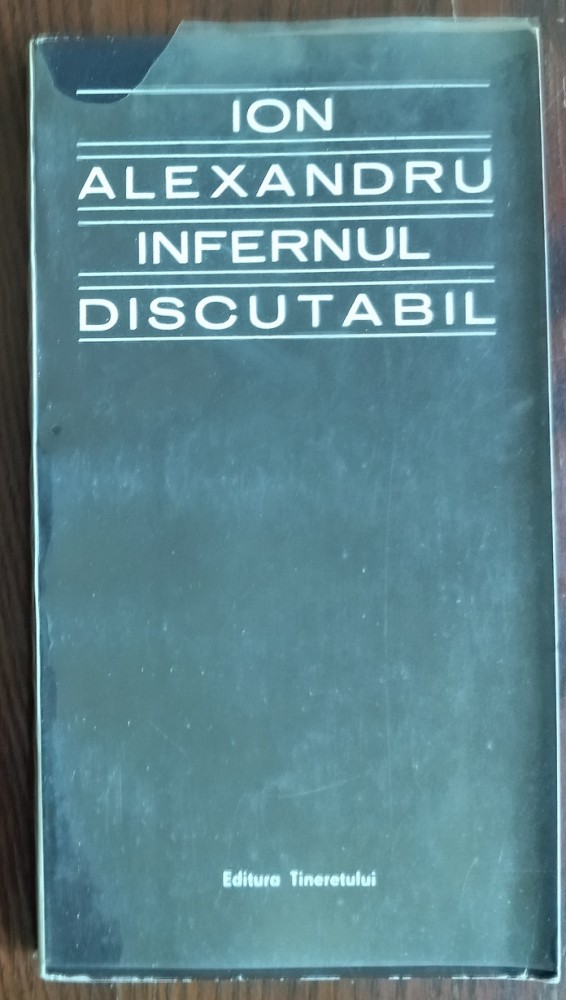 ION
ALEXANDRU
INFERNUL
DISCUTABIL
Editura Tineretului